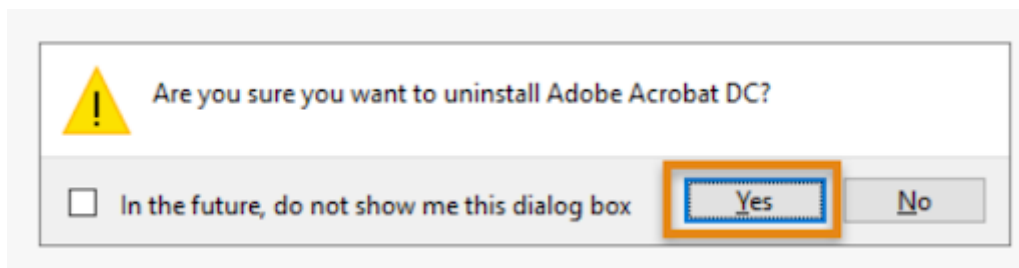 Are you sure you want to uninstall Adobe Acrobat DC?
In the future, do not show me this dialog box
Yes
No